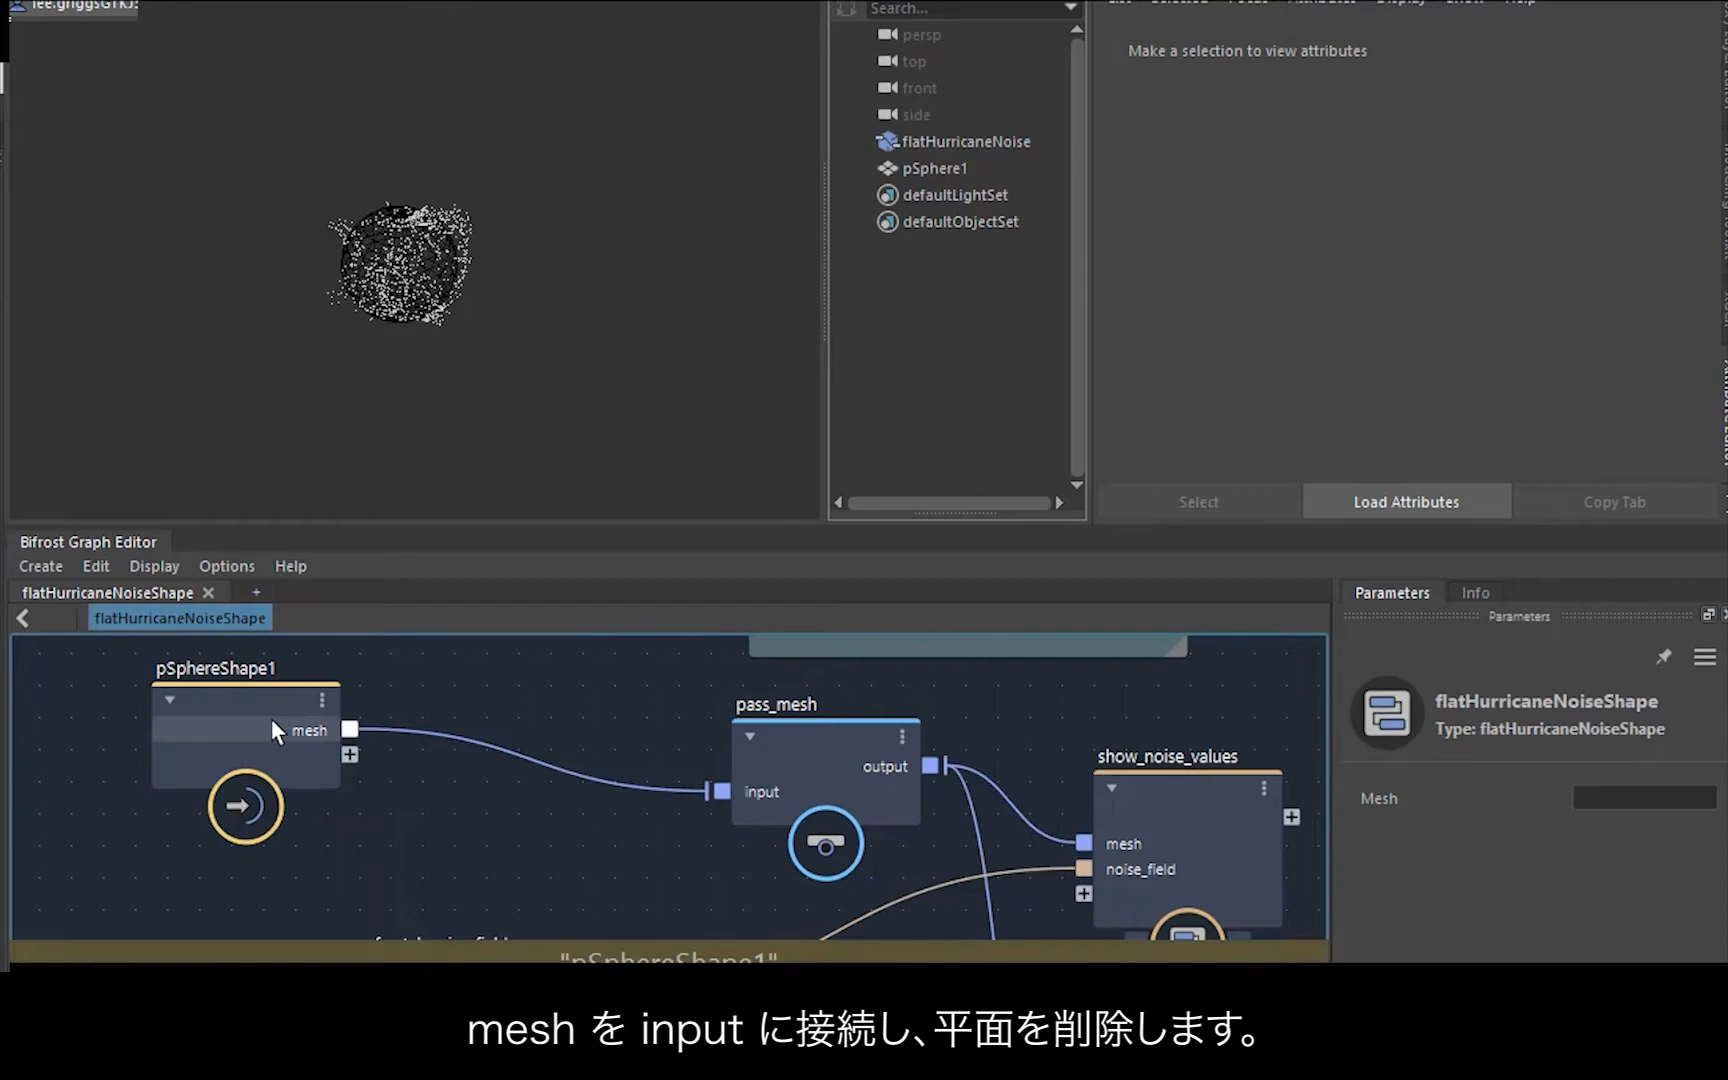 Search...
persp
top
front
side
flatHurricaneNoise
pSphere1
defaultLightSet
defaultObjectSet
Make a selection to view attributes
Select
Load Attributes
Copy Tab
Bifrost Graph Editor
Create Edit Display Options Help
flatHurricaneNoiseShape
flatHurricaneNoiseShape
pSphereShape1
mesh
pass_mesh
output
input
show_noise_values
mesh
noise_field
"pSphereShape1"
Parameters Info
Parameters
flatHurricaneNoiseShape
Type: flatHurricaneNoiseShape
Mesh
mesh を input に接続し、平面を削除します。